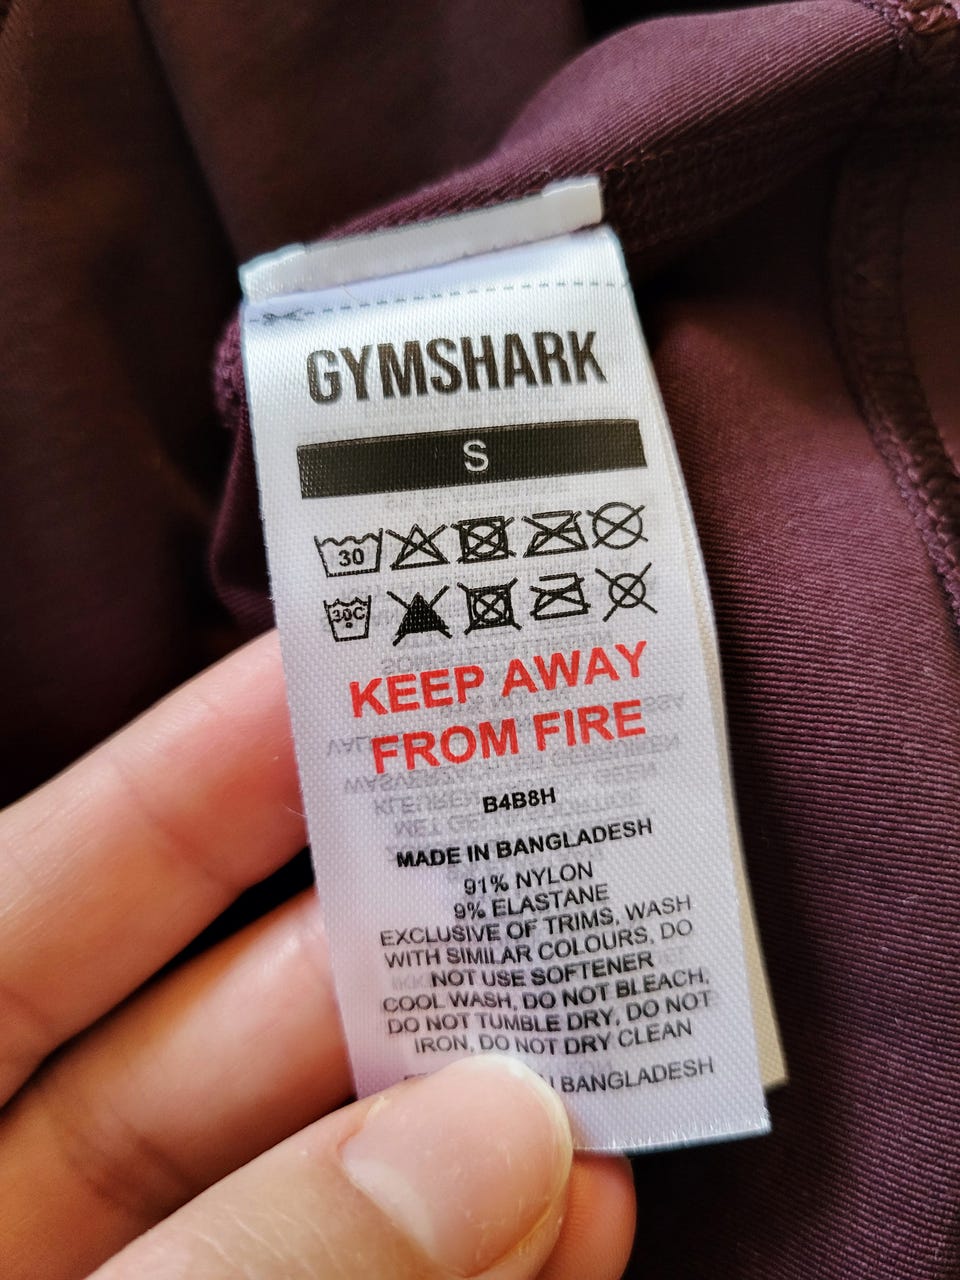 GYMSHARK
S
30
30C
KEEP AWAY
FROM FIRE
B4B8H
MADE IN BANGLADESH
91% NYLON
9% ELASTANE
EXCLUSIVE OF TRIMS, WASH
WITH SIMILAR COLOURS, DO
NOT USE SOFTENER
COOL WASH, DO NOT BLEACH,
DO NOT TUMBLE DRY, DO NOT
IRON, DO NOT DRY CLEAN
BANGLADESH